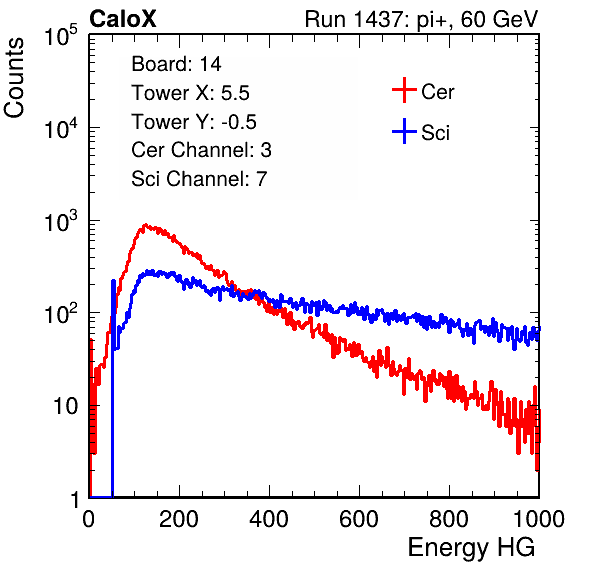 CaloX Run 1437: pi+, 60 GeV
Counts
Board: 14
Tower X: 5.5
Tower Y: -0.5
Cer Channel: 3
Sci Channel: 7
Cer
Sci
10^5
10^4
10^3
10^2
10
1
0 200 400 600 800 1000
Energy HG